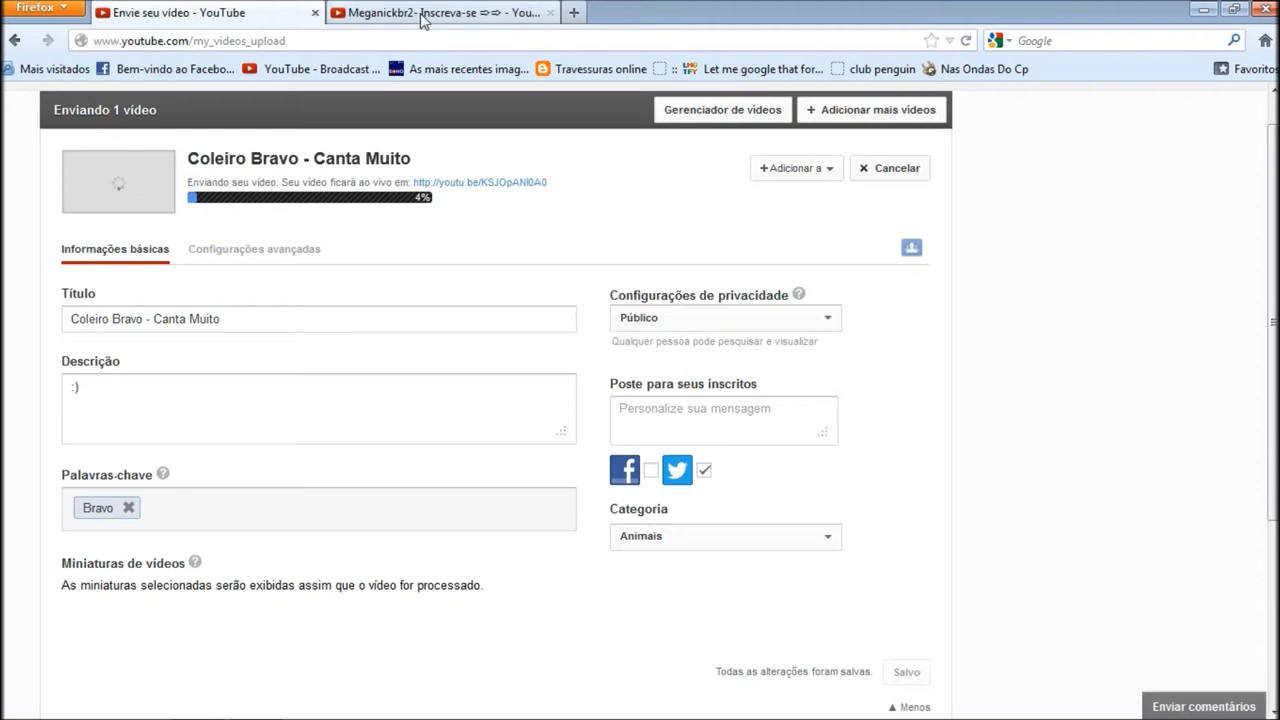 Firefox
Envie seu vídeo - YouTube
Meganickbr2- Inscreva-se ➩➩ - You...
www.youtube.com/my_videos_upload
Google
Mais visitados
Bem-vindo ao Facebo...
YouTube - Broadcast ...
As mais recentes imag...
Travessuras online
::
LMG TFY
Let me google that for...
club penguin
Nas Ondas Do Cp
Favoritos
Enviando 1 vídeo
Gerenciador de vídeos
+ Adicionar mais vídeos
Coleiro Bravo - Canta Muito
+ Adicionar a
Cancelar
Enviando seu vídeo. Seu vídeo ficará ao vivo em: http://youtu.be/KSJOpANI0A0
4%
Informações básicas
Configurações avançadas
Título
Coleiro Bravo - Canta Muito
Configurações de privacidade ?
Público
Qualquer pessoa pode pesquisar e visualizar
Descrição
:)
Poste para seus inscritos
Personalize sua mensagem
Palavras-chave ?
Bravo
Categoria
Animais
Miniaturas de vídeos ?
As miniaturas selecionadas serão exibidas assim que o vídeo for processado.
Todas as alterações foram salvas.
Salvo
▲ Menos
Enviar comentários